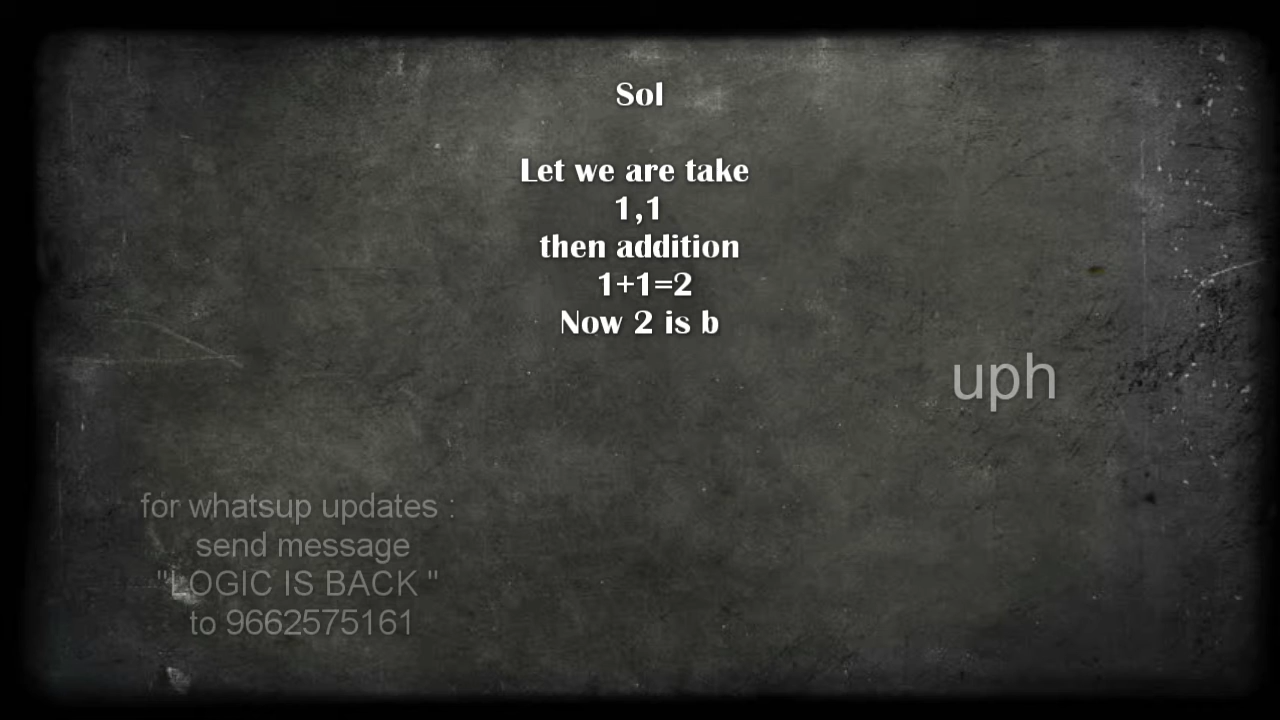 Sol
Let we are take
1,1
then addition
1+1=2
Now 2 is b
uph
for whatsup updates :
send message
"LOGIC IS BACK "
to 9662575161